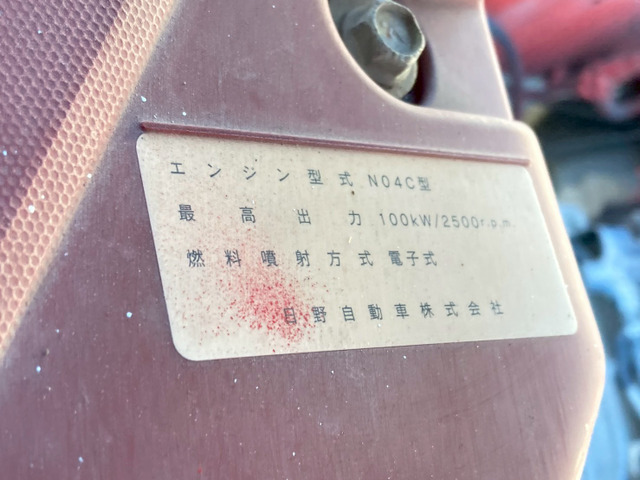 エンジン型式 N04C型
最高出力 100kW/2500r.p.m.
燃料噴射方式 電子式
日野自動車株式会社